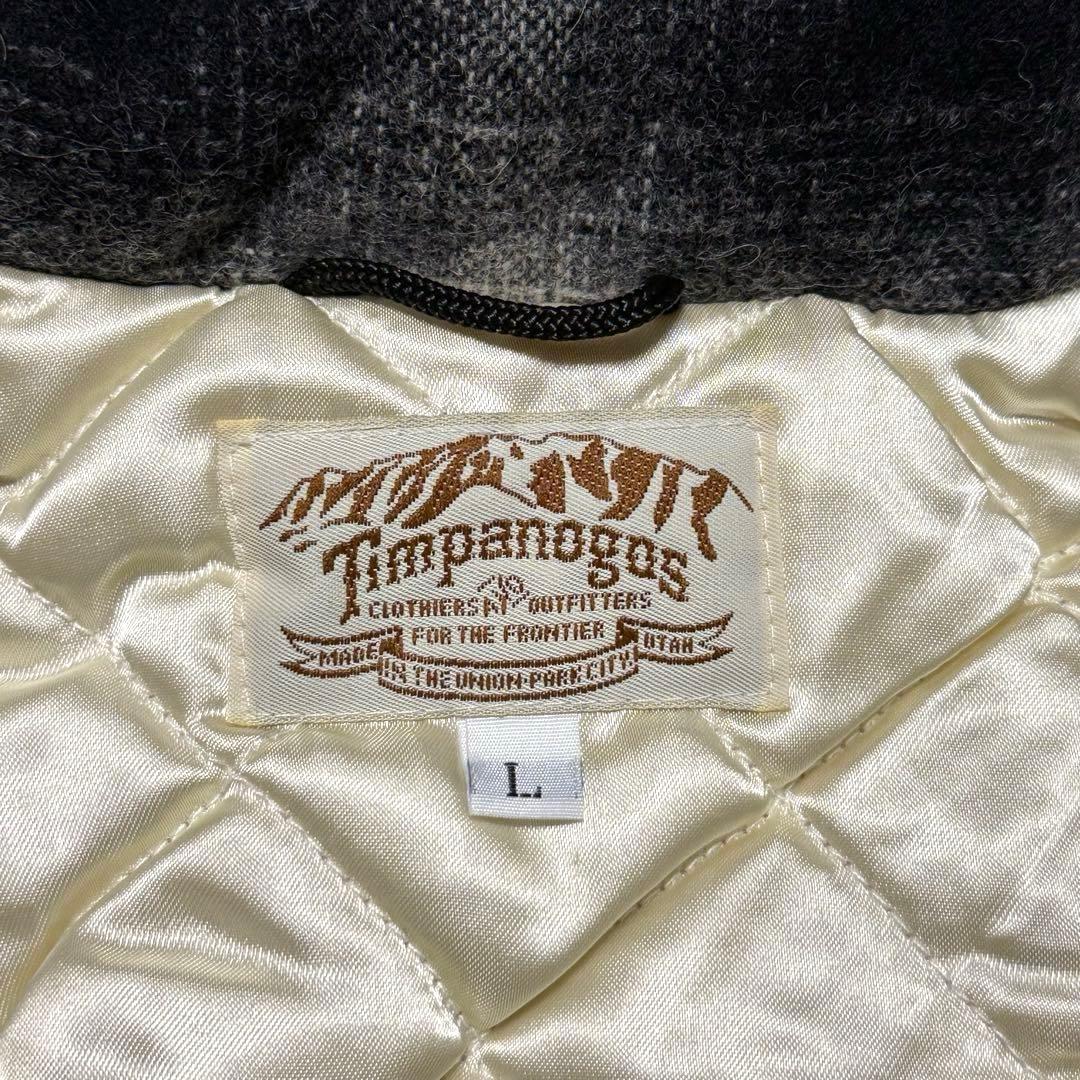 Timpanogos
CLOTHIERS & OUTFITTERS
FOR THE FRONTIER
MADE IN THE UNION·PARK CITY, UTAH
L